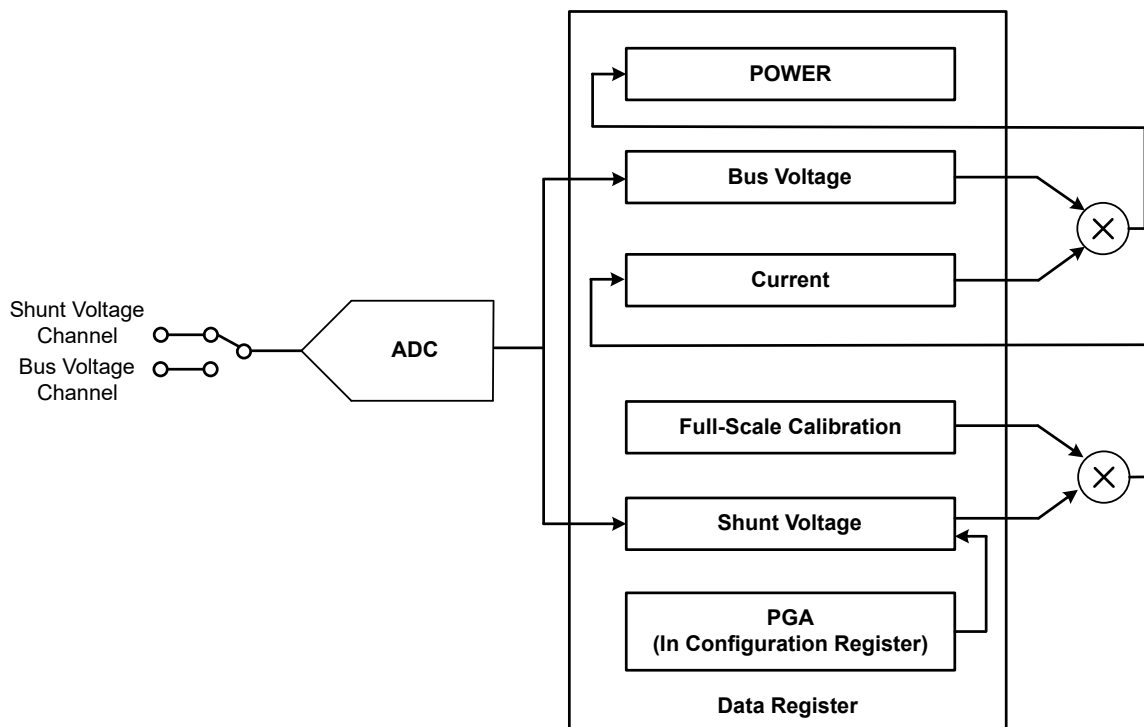 POWER
Bus Voltage
Current
Shunt Voltage
Channel
Bus Voltage
Channel
ADC
Full-Scale Calibration
Shunt Voltage
PGA
(In Configuration Register)
Data Register